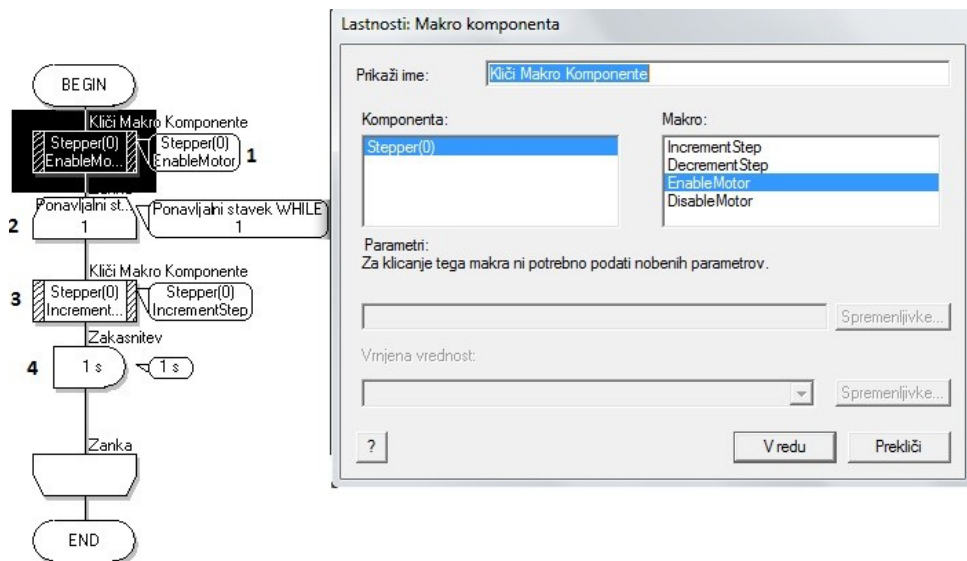 BEGIN
Kliči Makro Komponente
Stepper(0)
EnableMo...
Stepper(0)
EnableMotor
1
2
Ponavljalni st...
1
Ponavljalni stavek WHILE
1
Kliči Makro Komponente
3
Stepper(0)
Increment...
Stepper(0)
IncrementStep
Zakasnitev
4
1 s
1 s
Zanka
END
Lastnosti: Makro komponenta
Prikaži ime:
Kliči Makro Komponente
Komponenta:
Makro:
Stepper(0)
IncrementStep
DecrementStep
EnableMotor
DisableMotor
Parametri:
Za klicanje tega makra ni potrebno podati nobenih parametrov.
Spremenljivke...
Vrnjena vrednost:
Spremenljivke...
?
V redu
Prekliči